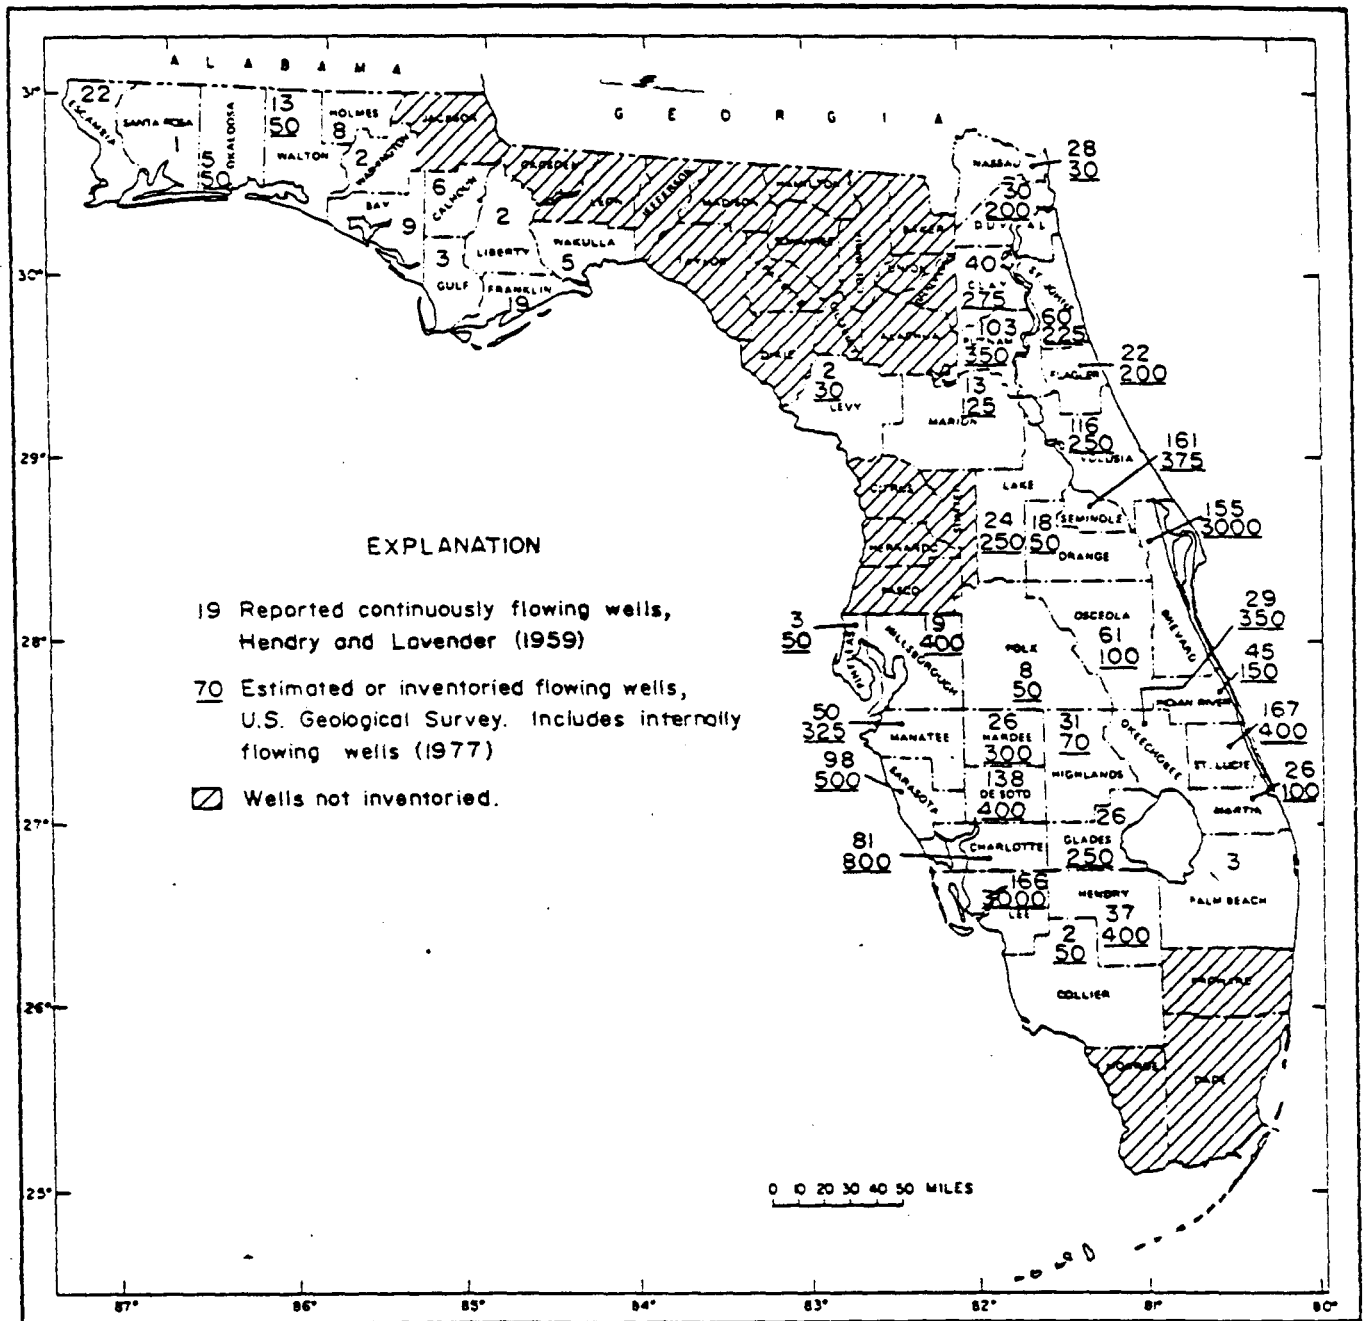 A L A B A M A
G E O R G I A
31°
30°
29°
28°
27°
26°
25°
87°
86°
85°
84°
83°
82°
81°
80°
22
ESCAMBIA
SANTA ROSA
1
OKALOOSA
5
50
13
50
WALTON
HOLMES
8
2
WASHINGTON
JACKSON
BAY
9
6
CALHOUN
3
GULF
2
LIBERTY
FRANKLIN
19
WAKULLA
5
GADSDEN
LEON
JEFFERSON
MADISON
HAMILTON
TAYLOR
SUWANNEE
COLUMBIA
BAKER
UNION
ALACHUA
DIXIE
NASSAU
28
30
30
200
DUVAL
40
CLAY
275
ST. JOHNS
60
225
103
PUTNAM
50
22
200
FLAGLER
2
30
LEVY
3
25
MARION
116
250
VOLUSIA
161
375
SEMINOLE
LAKE
24
250
18
50
ORANGE
155
3000
BREVARD
CITRUS
SUMTER
HERNANDO
PASCO
3
50
PINELLAS
HILLSBOROUGH
9
400
POLK
8
50
OSCEOLA
61
100
29
350
OKEECHOBEE
45
150
INDIAN RIVER
167
400
ST. LUCIE
26
100
MARTIN
50
325
MANATEE
26
HARDEE
300
31
70
HIGHLANDS
98
500
SARASOTA
138
DE SOTO
400
81
800
CHARLOTTE
26
GLADES
250
3
PALM BEACH
166
3000
LEE
HENDRY
37
400
2
50
COLLIER
BROWARD
MONROE
DADE
EXPLANATION
19 Reported continuously flowing wells,
Hendry and Lavender (1959)
70 Estimated or inventoried flowing wells,
U.S. Geological Survey. Includes internally
flowing wells (1977)
Wells not inventoried.
0 10 20 30 40 50 MILES